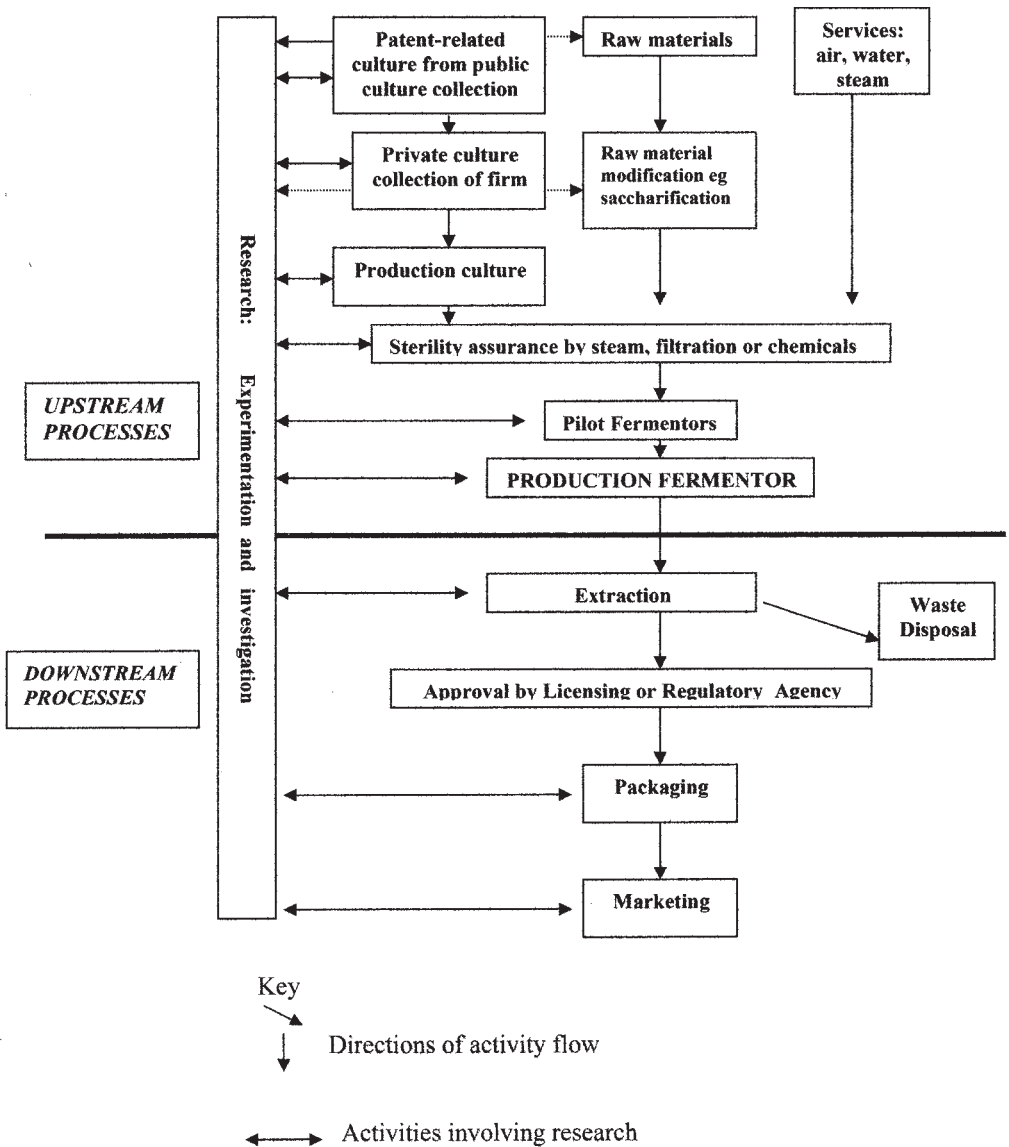 Patent-related
culture from public
culture collection
Raw materials
Services:
air, water,
steam
Private culture
collection of firm
Raw material
modification eg
saccharification
Production culture
Sterility assurance by steam, filtration or chemicals
UPSTREAM
PROCESSES
Pilot Fermentors
PRODUCTION FERMENTOR
Research: Experimentation and investigation
Extraction
Waste
Disposal
DOWNSTREAM
PROCESSES
Approval by Licensing or Regulatory Agency
Packaging
Marketing
Key
Directions of activity flow
Activities involving research